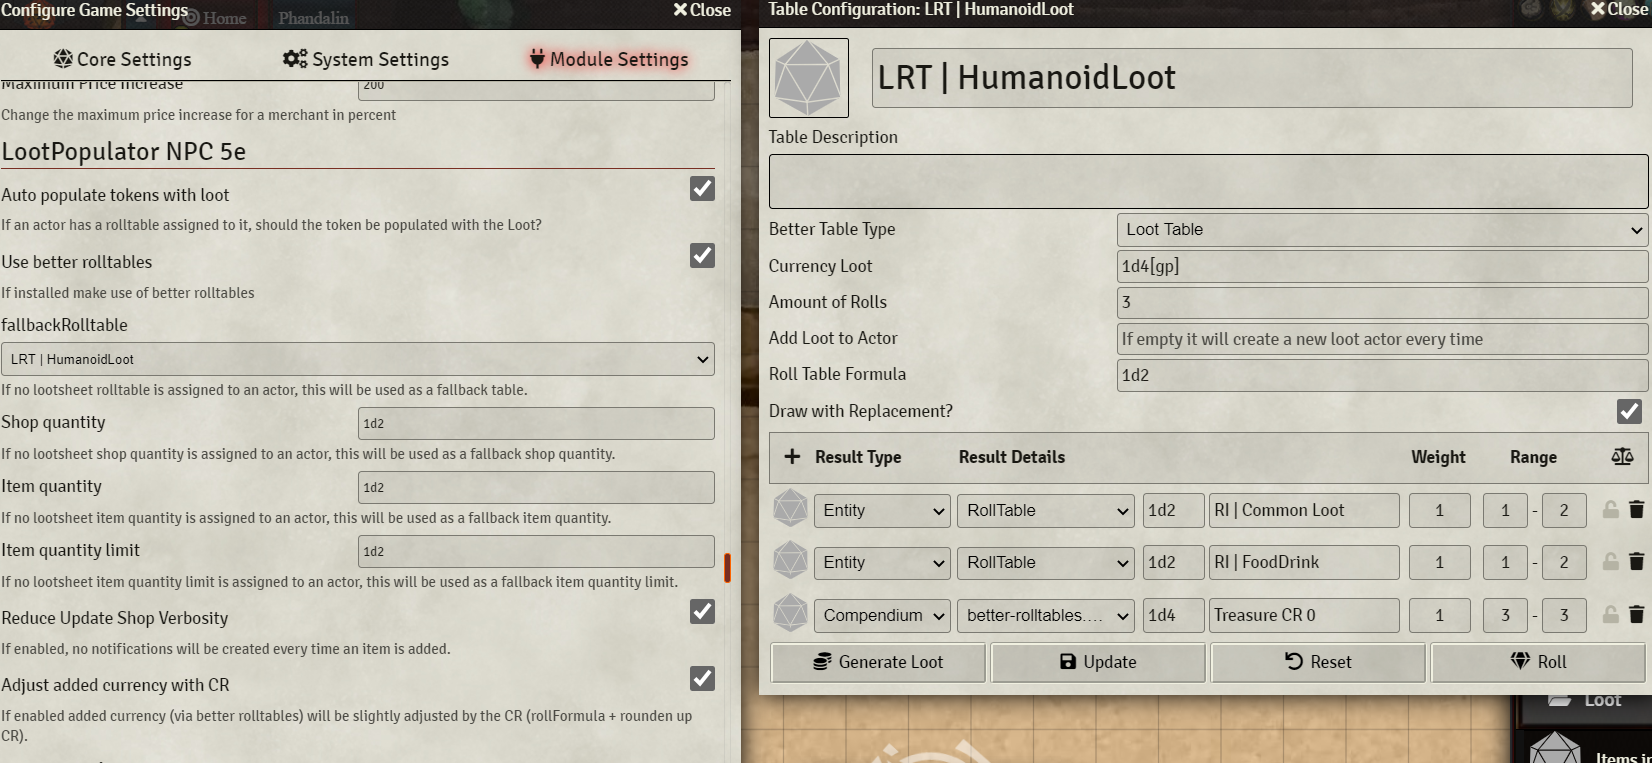 Configure Game Settings
Close
Home
Phandalin
Core Settings
System Settings
Module Settings
Maximum Price Increase
200
Change the maximum price increase for a merchant in percent
LootPopulator NPC 5e
Auto populate tokens with loot
If an actor has a rolltable assigned to it, should the token be populated with the Loot?
Use better rolltables
If installed make use of better rolltables
fallbackRolltable
LRT | HumanoidLoot
If no lootsheet rolltable is assigned to an actor, this will be used as a fallback table.
Shop quantity
1d2
If no lootsheet shop quantity is assigned to an actor, this will be used as a fallback shop quantity.
Item quantity
1d2
If no lootsheet item quantity is assigned to an actor, this will be used as a fallback item quantity.
Item quantity limit
1d2
If no lootsheet item quantity limit is assigned to an actor, this will be used as a fallback item quantity limit.
Reduce Update Shop Verbosity
If enabled, no notifications will be created every time an item is added.
Adjust added currency with CR
If enabled added currency (via better rolltables) will be slightly adjusted by the CR (rollFormula + rounden up
CR).
Table Configuration: LRT | HumanoidLoot
Close
LRT | HumanoidLoot
Table Description
Better Table Type
Loot Table
Currency Loot
1d4[gp]
Amount of Rolls
3
Add Loot to Actor
If empty it will create a new loot actor every time
Roll Table Formula
1d2
Draw with Replacement?
+ Result Type Result Details Weight Range
Entity RollTable 1d2 RI | Common Loot 1 1 - 2
Entity RollTable 1d2 RI | FoodDrink 1 1 - 2
Compendium better-rolltables.... 1d4 Treasure CR 0 1 3 - 3
Generate Loot
Update
Reset
Roll
Loot